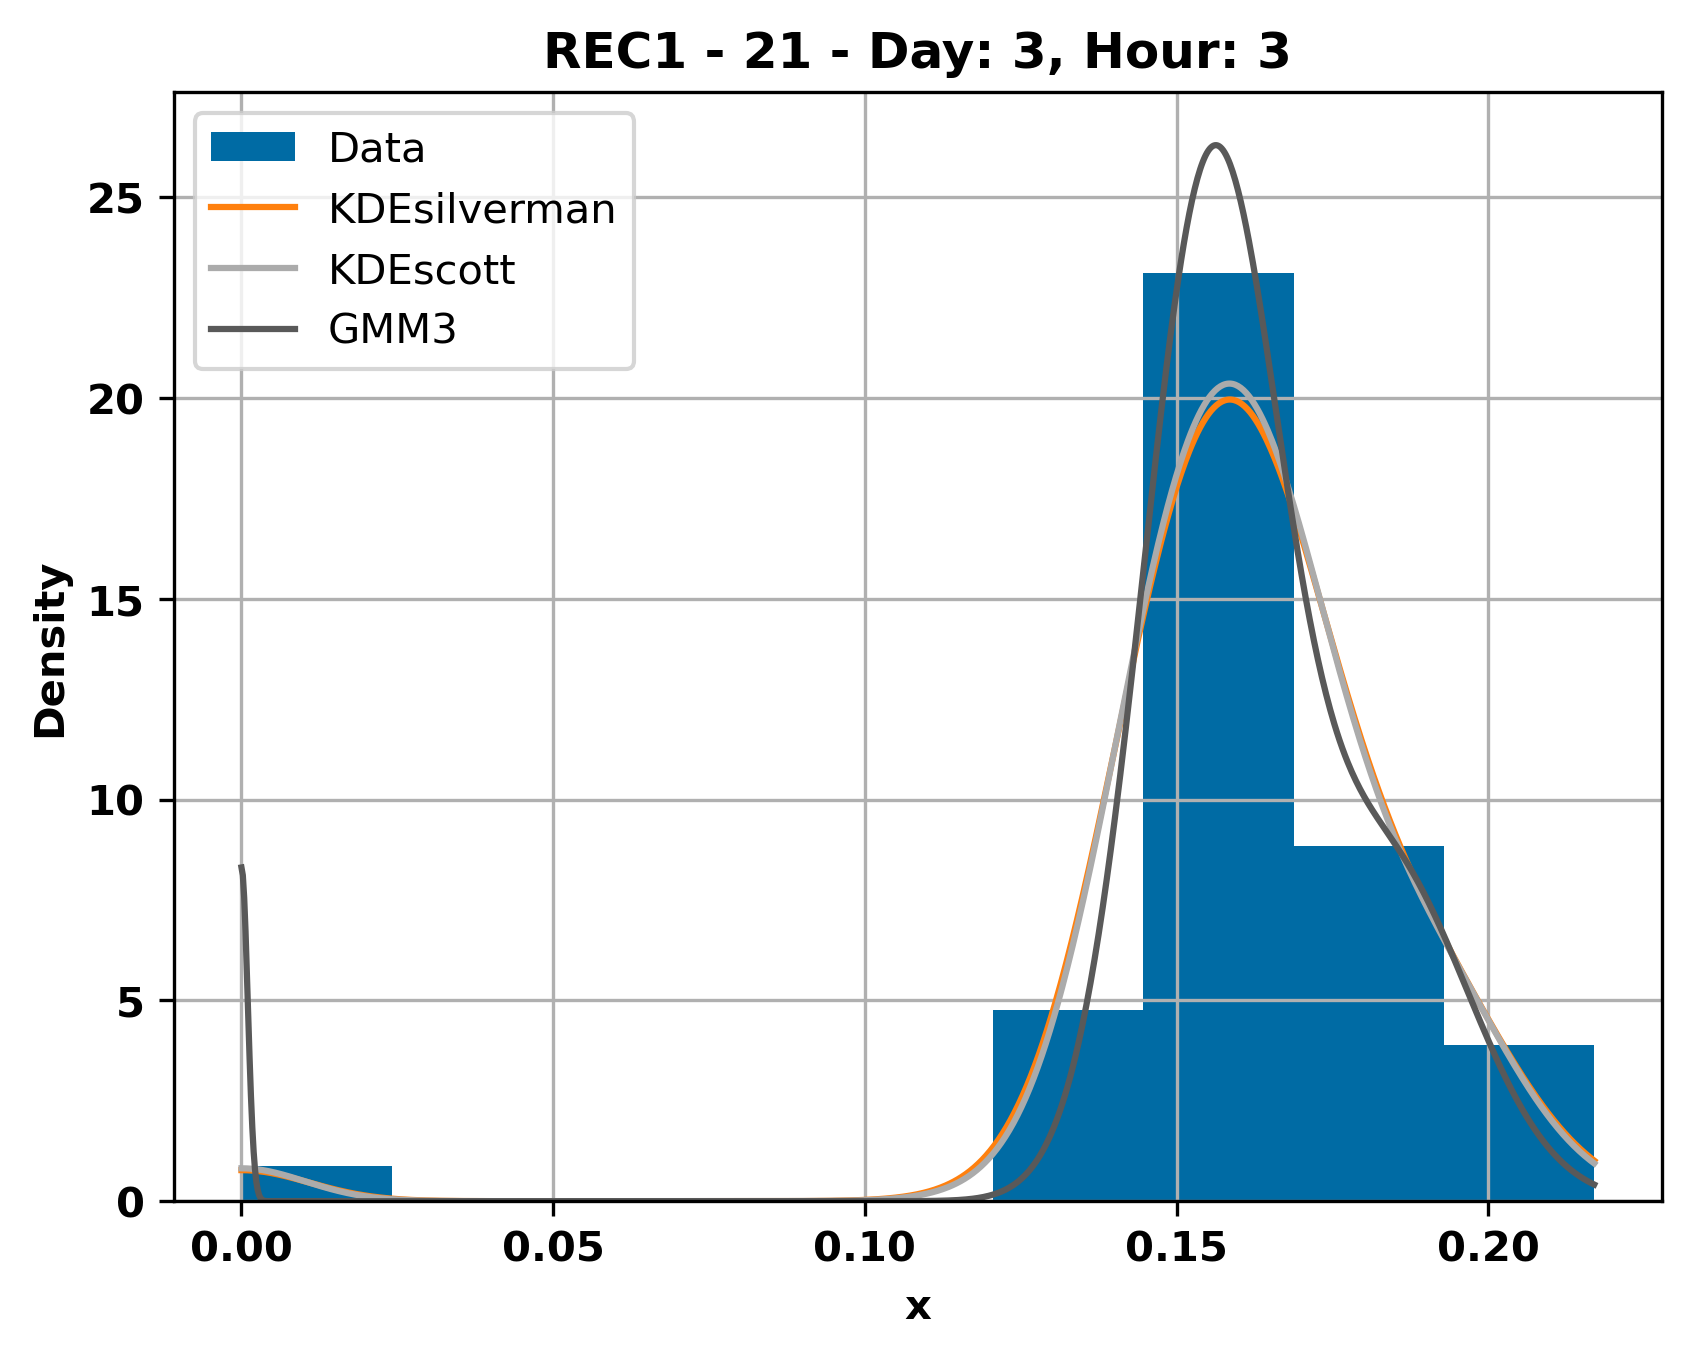 REC1 - 21 - Day: 3, Hour: 3
Data
KDEsilverman
KDEscott
GMM3
25
20
15
10
5
0
Density
0.00 0.05 0.10 0.15 0.20
x